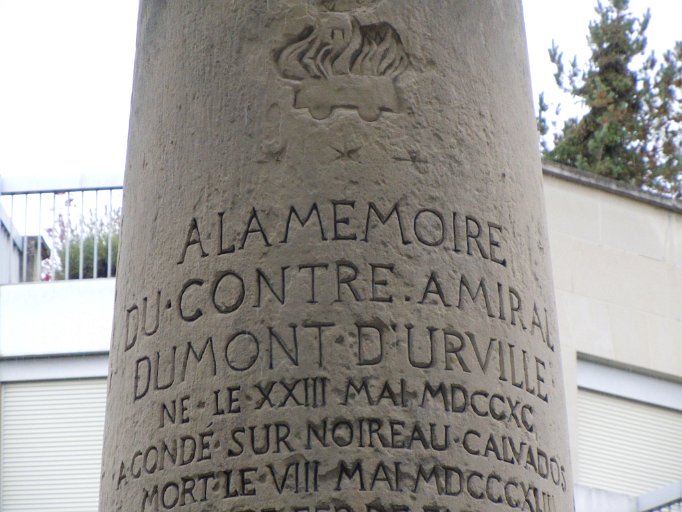 A LA MEMOIRE
DU · CONTRE · AMIRAL
DUMONT · D'URVILLE ·
NE · LE · XXIII MAI · MDCCXC
A CONDÉ · SUR · NOIREAU · CALVADOS
MORT · LE · VIII MAI · MDCCCXLII